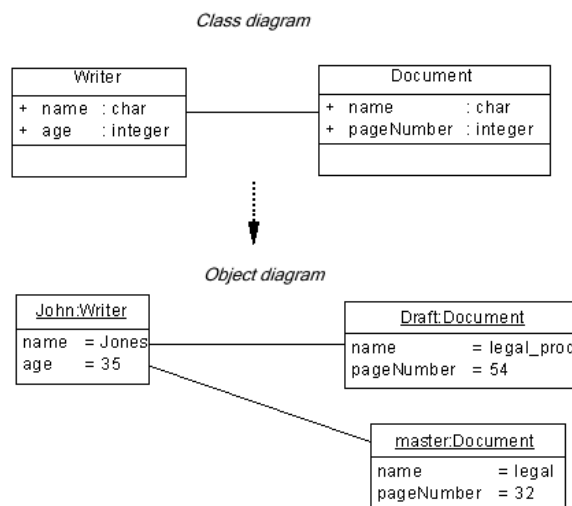 Class diagram
Writer
+ name : char
+ age : integer
Document
+ name : char
+ pageNumber : integer
Object diagram
John:Writer
name = Jones
age = 35
Draft:Document
name = legal_proc
pageNumber = 54
master:Document
name = legal
pageNumber = 32